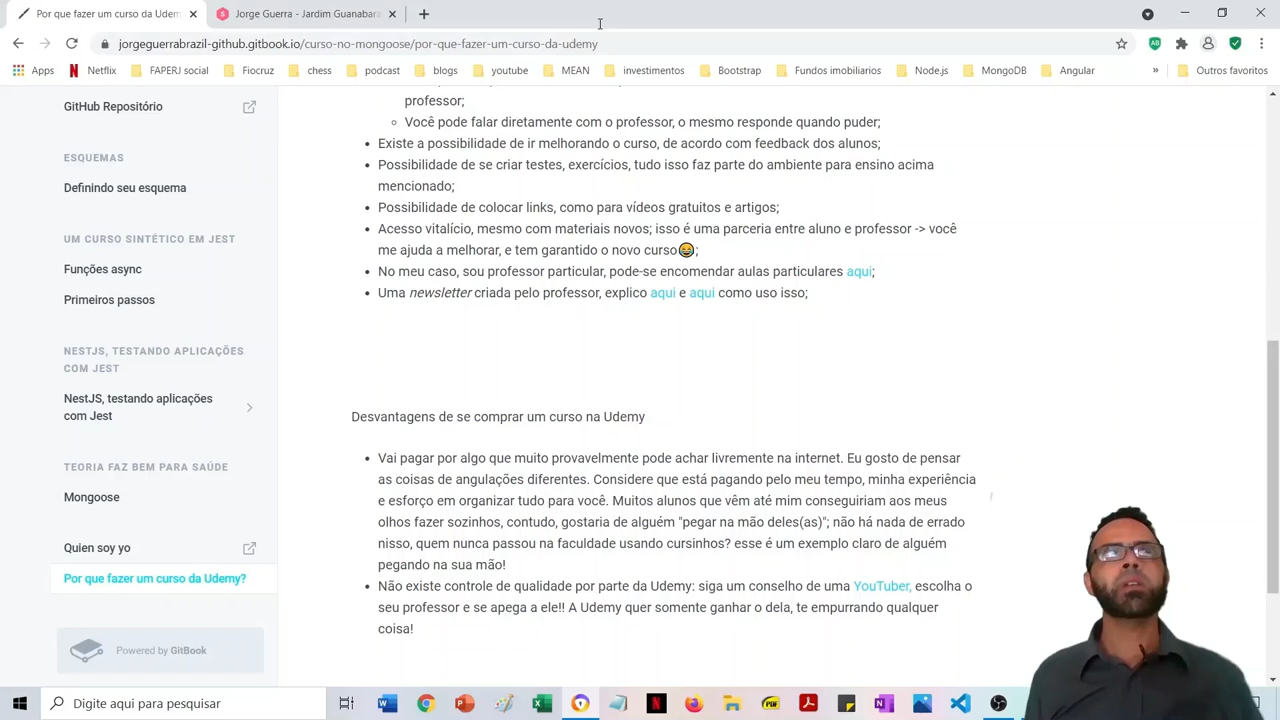 Por que fazer um curso da Udem
Jorge Guerra - Jardim Guanabara
jorgeguerrabrazil-github.gitbook.io/curso-no-mongoose/por-que-fazer-um-curso-da-udemy
Apps
Netflix
FAPERJ social
Fiocruz
chess
podcast
blogs
youtube
MEAN
investimentos
Bootstrap
Fundos imobiliarios
Node.js
MongoDB
Angular
»
Outros favoritos
GitHub Repositório
ESQUEMAS
Definindo seu esquema
UM CURSO SINTÉTICO EM JEST
Funções async
Primeiros passos
NESTJS, TESTANDO APLICAÇÕES
COM JEST
NestJS, testando aplicações
com Jest
TEORIA FAZ BEM PARA SAÚDE
Mongoose
Quien soy yo
Por que fazer um curso da Udemy?
Powered by GitBook
professor;
Você pode falar diretamente com o professor, o mesmo responde quando puder;
Existe a possibilidade de ir melhorando o curso, de acordo com feedback dos alunos;
Possibilidade de se criar testes, exercícios, tudo isso faz parte do ambiente para ensino acima
mencionado;
Possibilidade de colocar links, como para vídeos gratuitos e artigos;
Acesso vitalício, mesmo com materiais novos; isso é uma parceria entre aluno e professor -> você
me ajuda a melhorar, e tem garantido o novo curso😂;
No meu caso, sou professor particular, pode-se encomendar aulas particulares aqui;
Uma newsletter criada pelo professor, explico aqui e aqui como uso isso;
Desvantagens de se comprar um curso na Udemy
Vai pagar por algo que muito provavelmente pode achar livremente na internet. Eu gosto de pensar
as coisas de angulações diferentes. Considere que está pagando pelo meu tempo, minha experiência
e esforço em organizar tudo para você. Muitos alunos que vêm até mim conseguiriam aos meus
olhos fazer sozinhos, contudo, gostaria de alguém "pegar na mão deles(as)"; não há nada de errado
nisso, quem nunca passou na faculdade usando cursinhos? esse é um exemplo claro de alguém
pegando na sua mão!
Não existe controle de qualidade por parte da Udemy: siga um conselho de uma YouTuber, escolha o
seu professor e se apega a ele!! A Udemy quer somente ganhar o dela, te empurrando qualquer
coisa!
Digite aqui para pesquisar